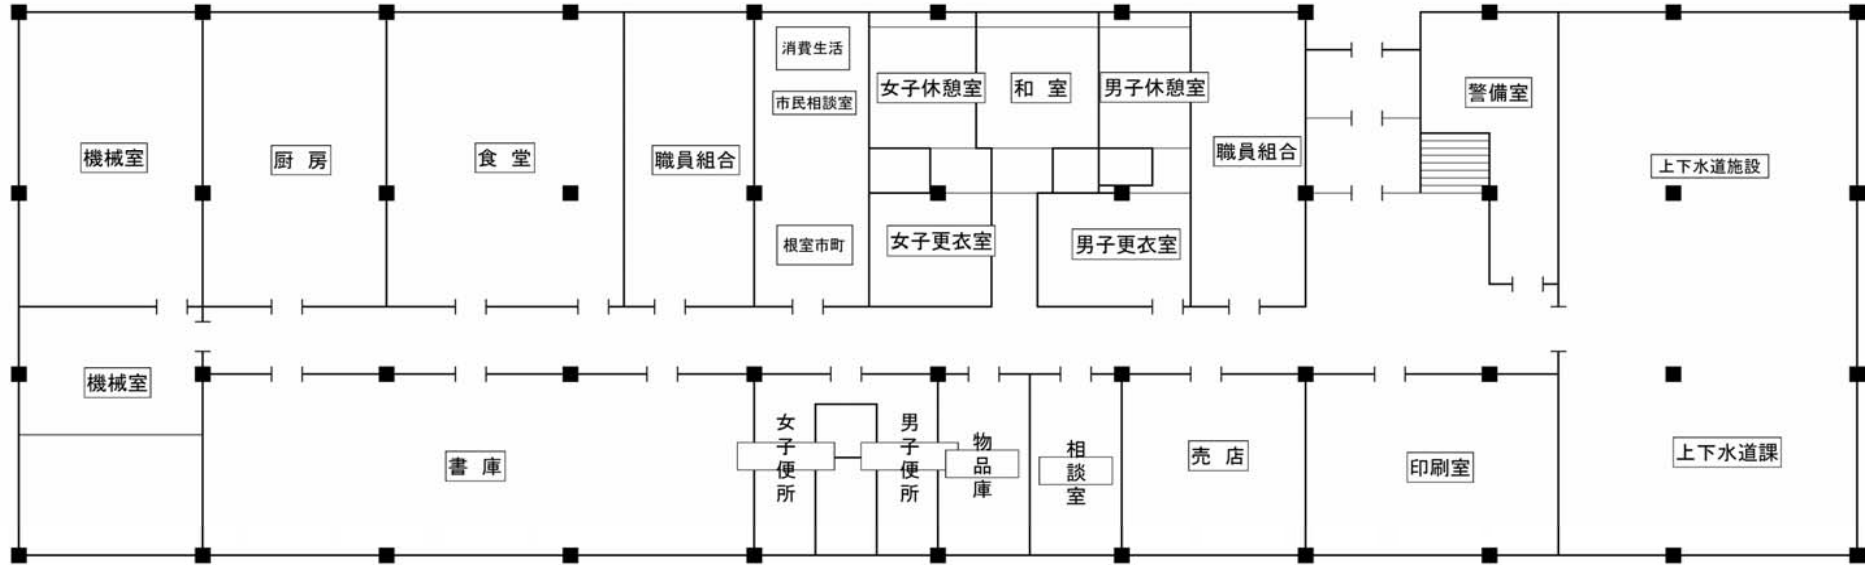 消費生活
市民相談室
女子休憩室
和 室
男子休憩室
警備室
機械室
厨 房
食 堂
職員組合
職員組合
上下水道施設
根室市町
女子更衣室
男子更衣室
機械室
書 庫
女子便所
男子便所
物品庫
相談室
売 店
印刷室
上下水道課